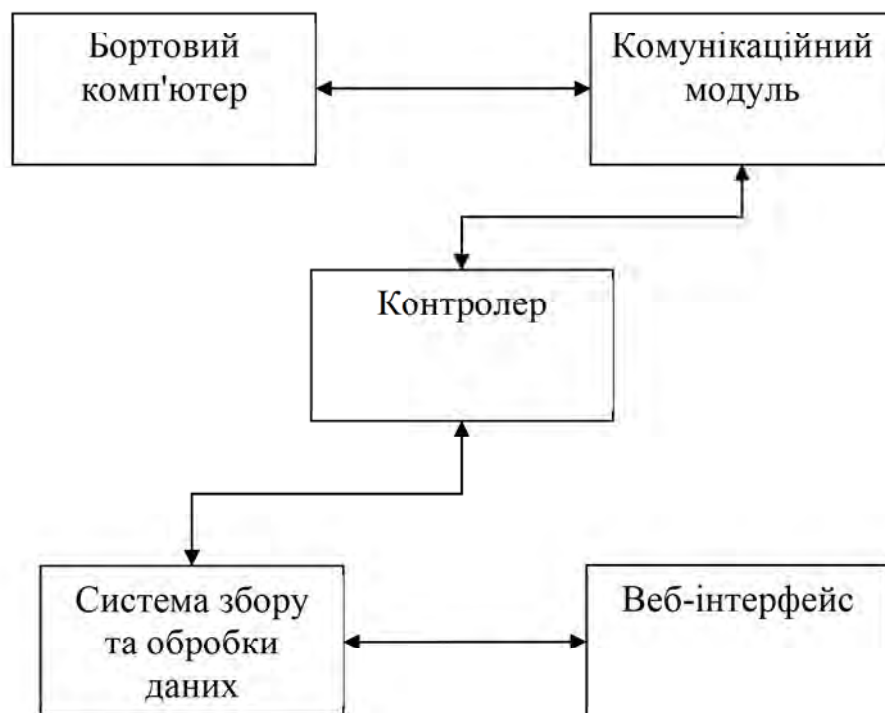 Бортовий
комп'ютер
Комунікаційний
модуль
Контролер
Система збору
та обробки
даних
Веб-інтерфейс